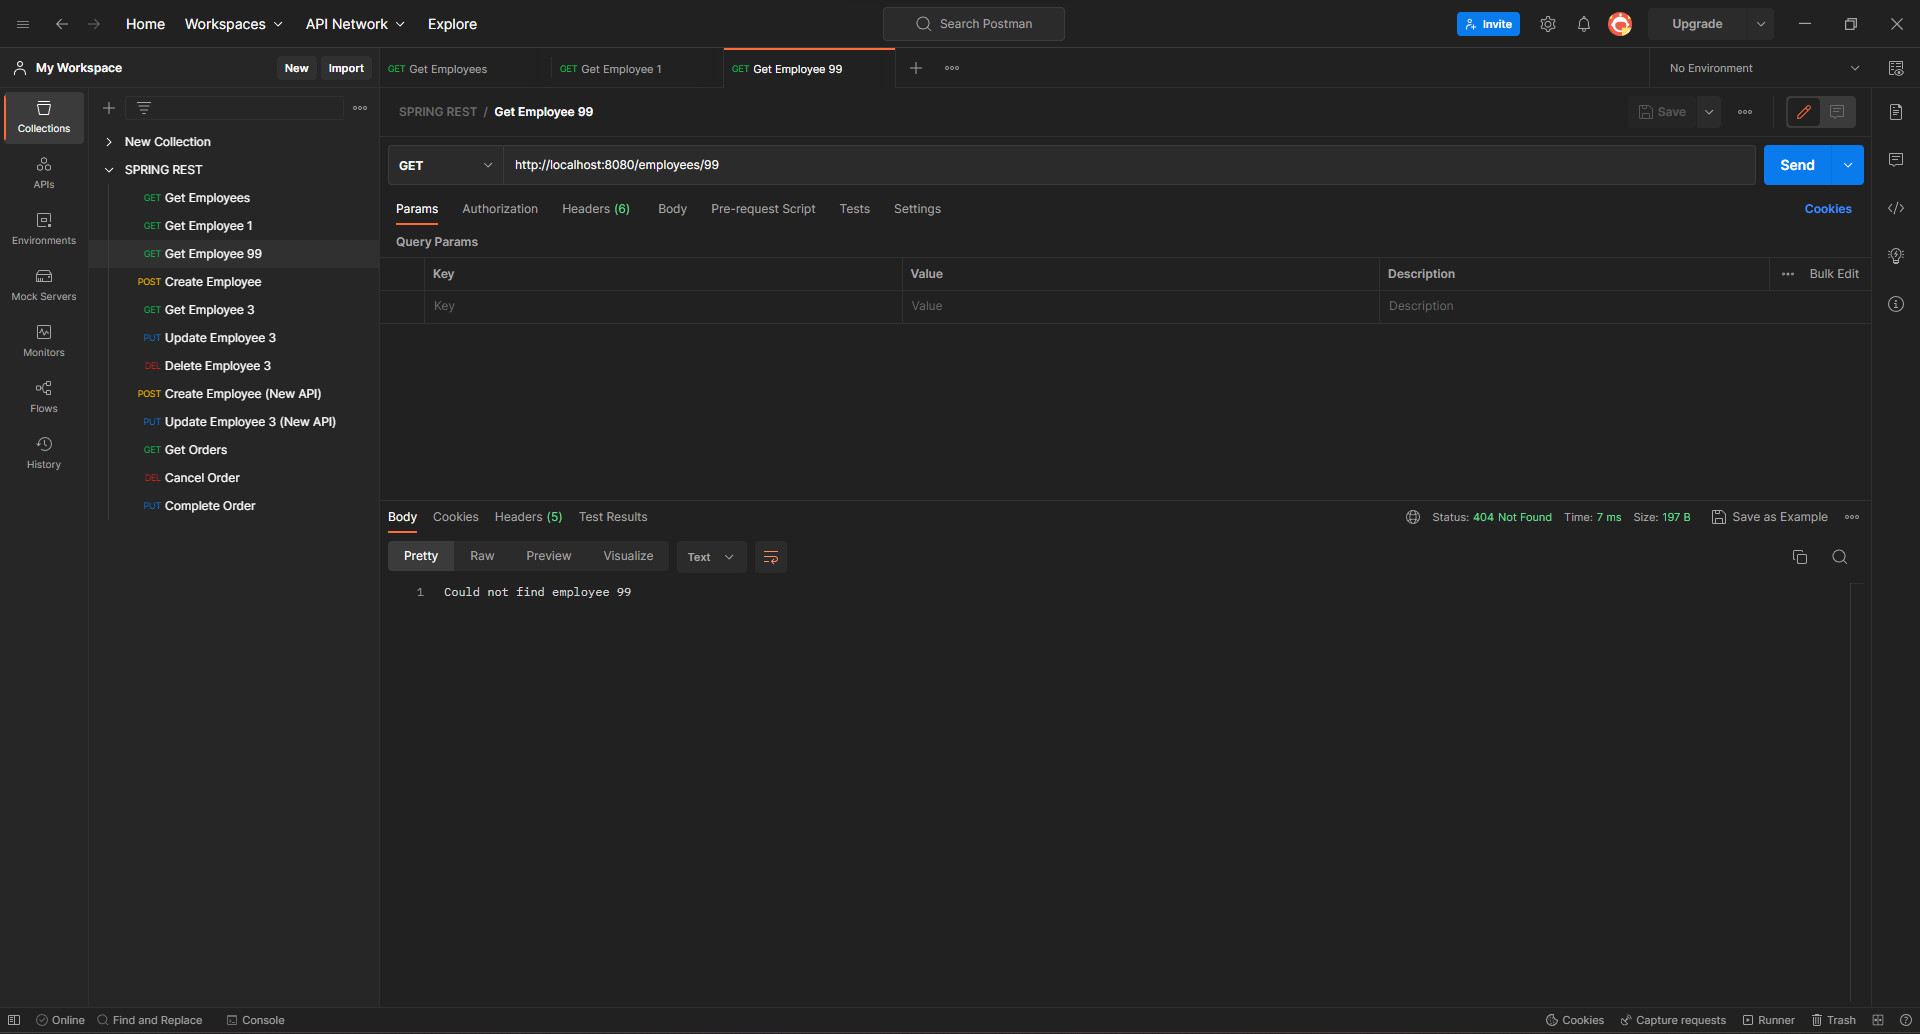 Home Workspaces API Network Explore Search Postman Invite Upgrade
My Workspace New Import
GET Get Employees GET Get Employee 1 GET Get Employee 99 No Environment
Collections
APIs
Environments
Mock Servers
Monitors
Flows
History
New Collection
SPRING REST
GET Get Employees
GET Get Employee 1
GET Get Employee 99
POST Create Employee
GET Get Employee 3
PUT Update Employee 3
DEL Delete Employee 3
POST Create Employee (New API)
PUT Update Employee 3 (New API)
GET Get Orders
DEL Cancel Order
PUT Complete Order
SPRING REST / Get Employee 99 Save
GET http://localhost:8080/employees/99 Send
Params Authorization Headers (6) Body Pre-request Script Tests Settings Cookies
Query Params
Key Value Description Bulk Edit
Key Value Description
Body Cookies Headers (5) Test Results Status: 404 Not Found Time: 7 ms Size: 197 B Save as Example
Pretty Raw Preview Visualize Text
1 Could not find employee 99
Online Find and Replace Console Cookies Capture requests Runner Trash